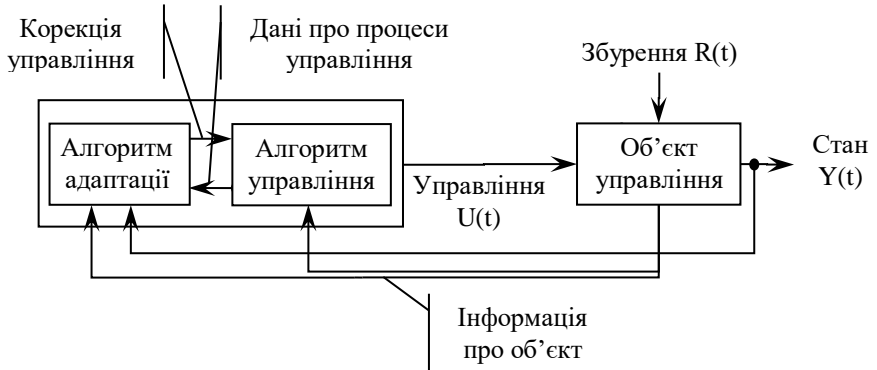 Корекція
управління
Дані про процеси
управління
Збурення R(t)
Алгоритм
адаптації
Алгоритм
управління
Управління
U(t)
Об’єкт
управління
Стан
Y(t)
Інформація
про об’єкт